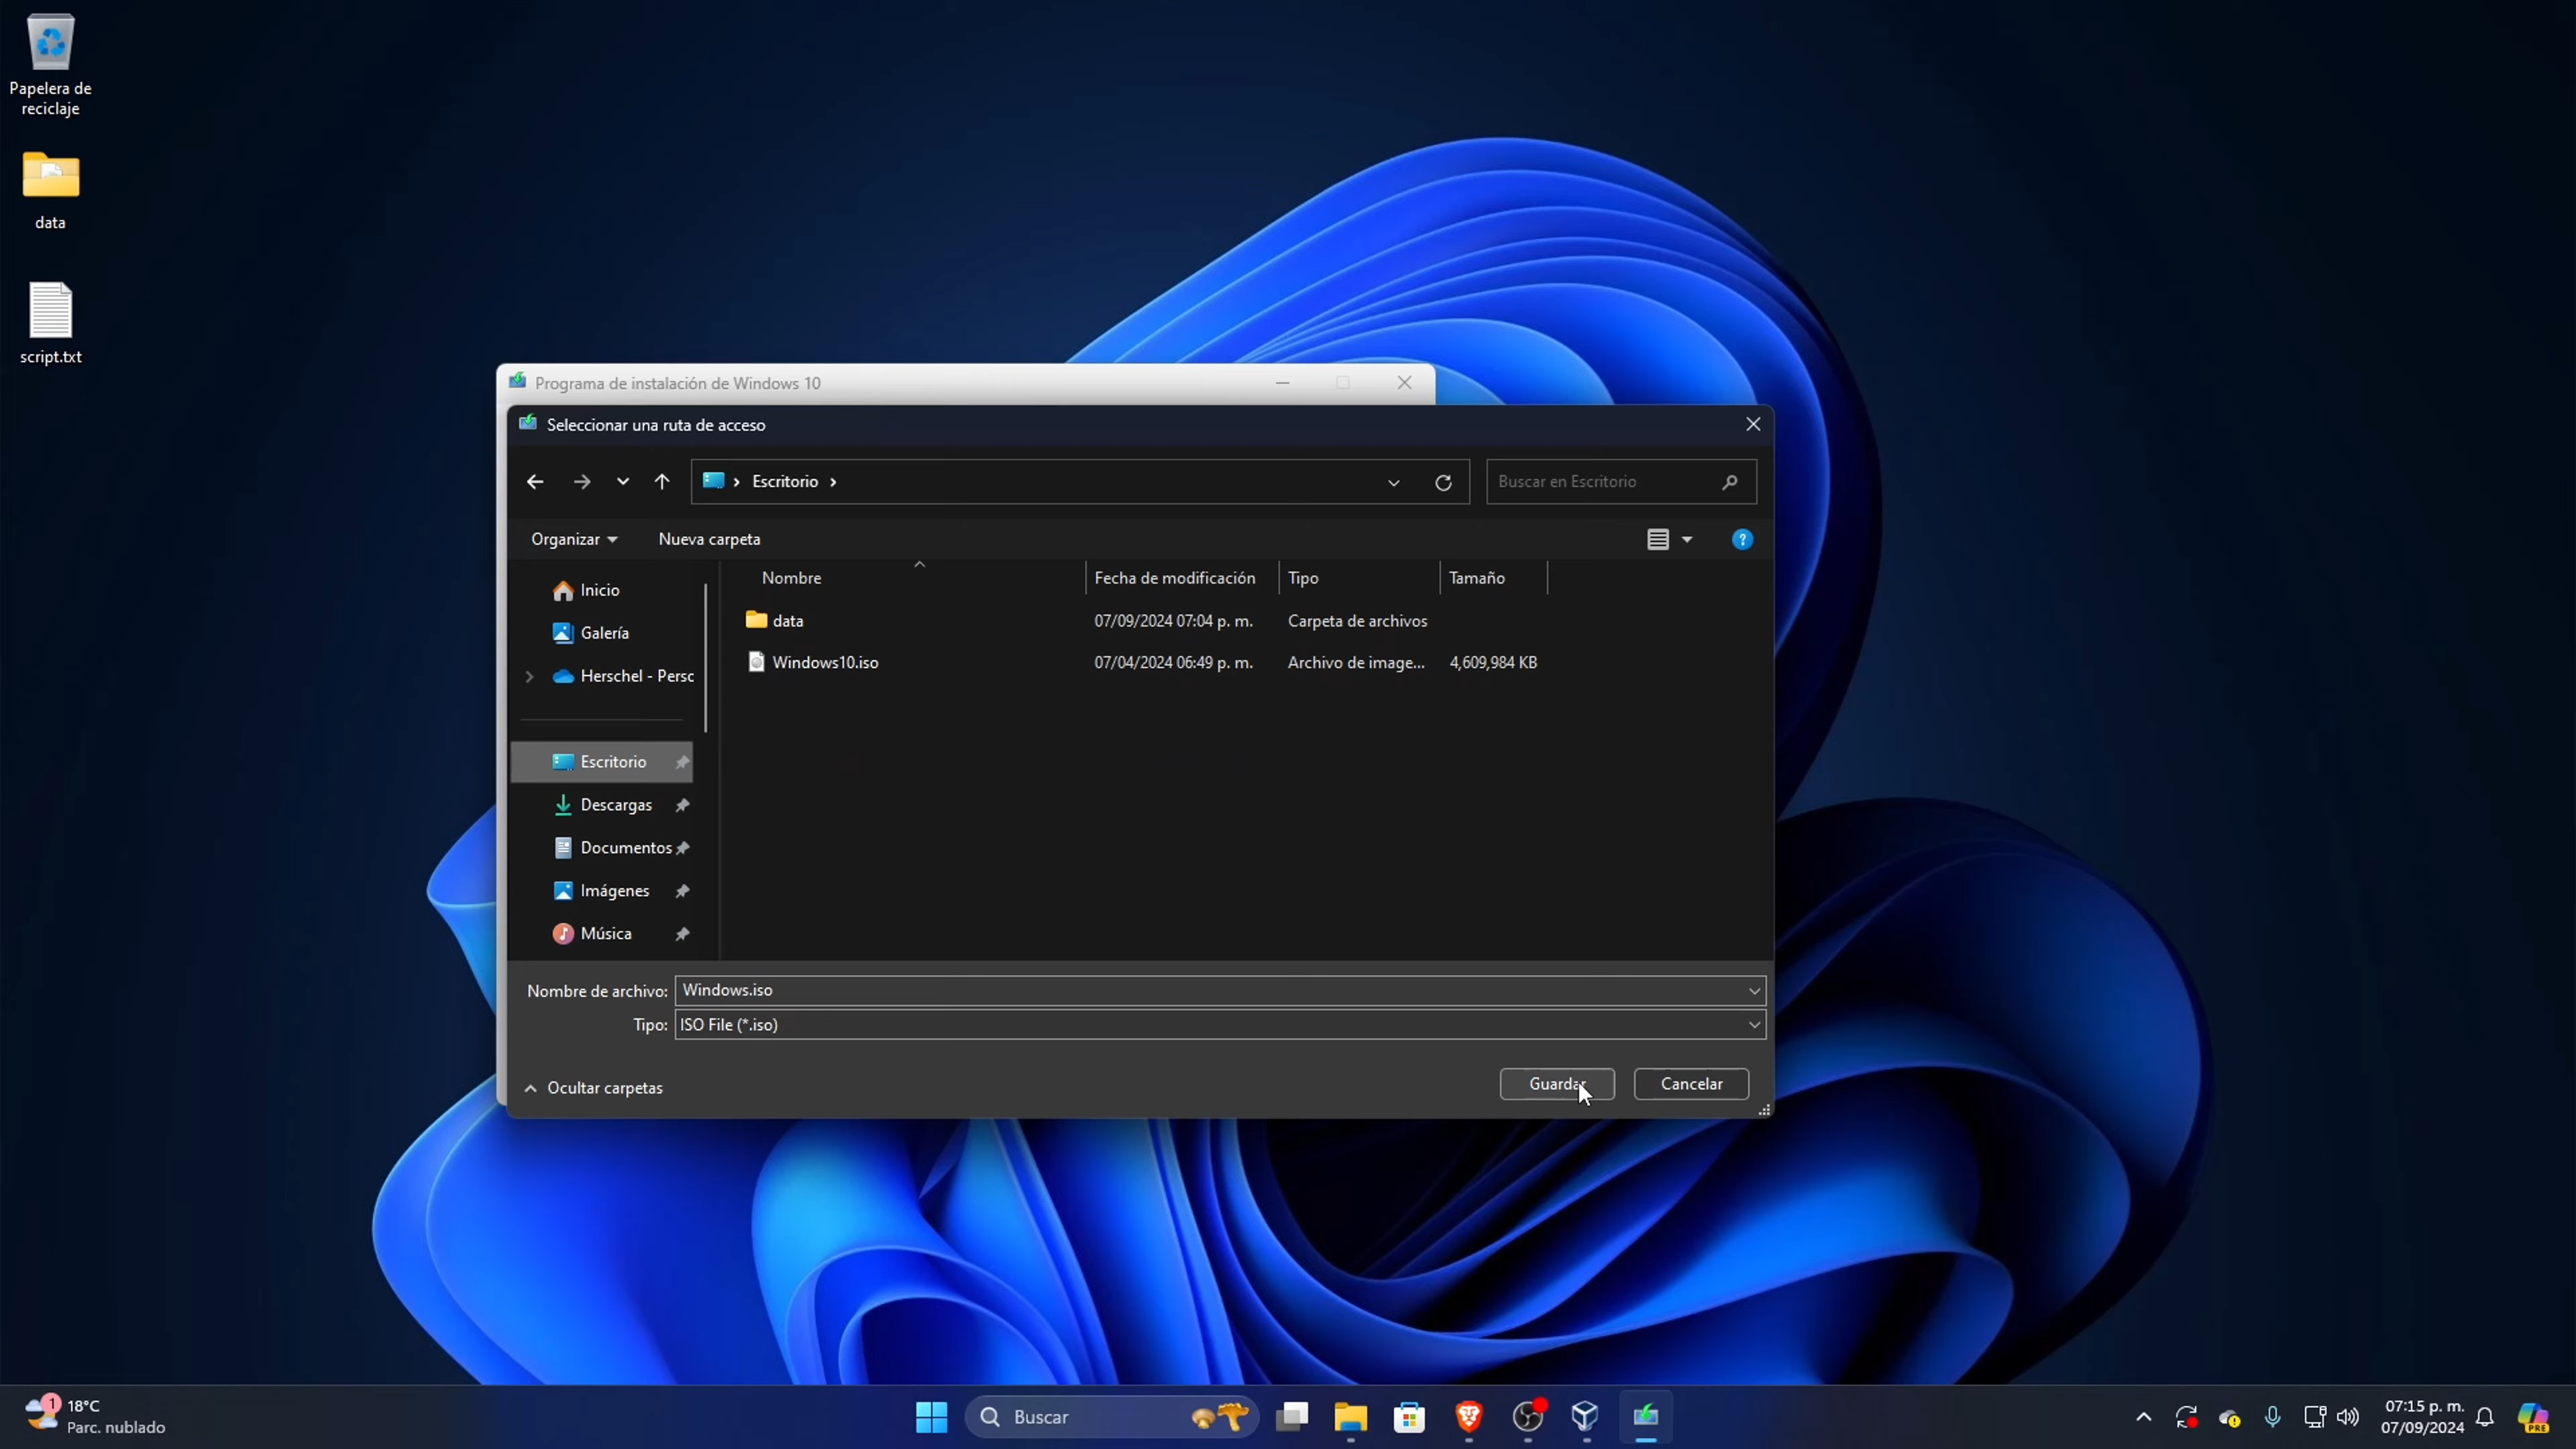 Papelera de
reciclaje
data
script.txt
Programa de instalación de Windows 10
Seleccionar una ruta de acceso
Escritorio
Buscar en Escritorio
Organizar
Nueva carpeta
Nombre
Fecha de modificación
Tipo
Tamaño
data
07/09/2024 07:04 p. m.
Carpeta de archivos
Windows10.iso
07/04/2024 06:49 p. m.
Archivo de image...
4,609,984 KB
Inicio
Galería
Herschel - Persc
Escritorio
Descargas
Documentos
Imágenes
Música
Nombre de archivo: Windows.iso
Tipo: ISO File (*.iso)
Ocultar carpetas
Guardar
Cancelar
1
18°C
Parc. nublado
Buscar
07:15 p. m.
07/09/2024
PRE